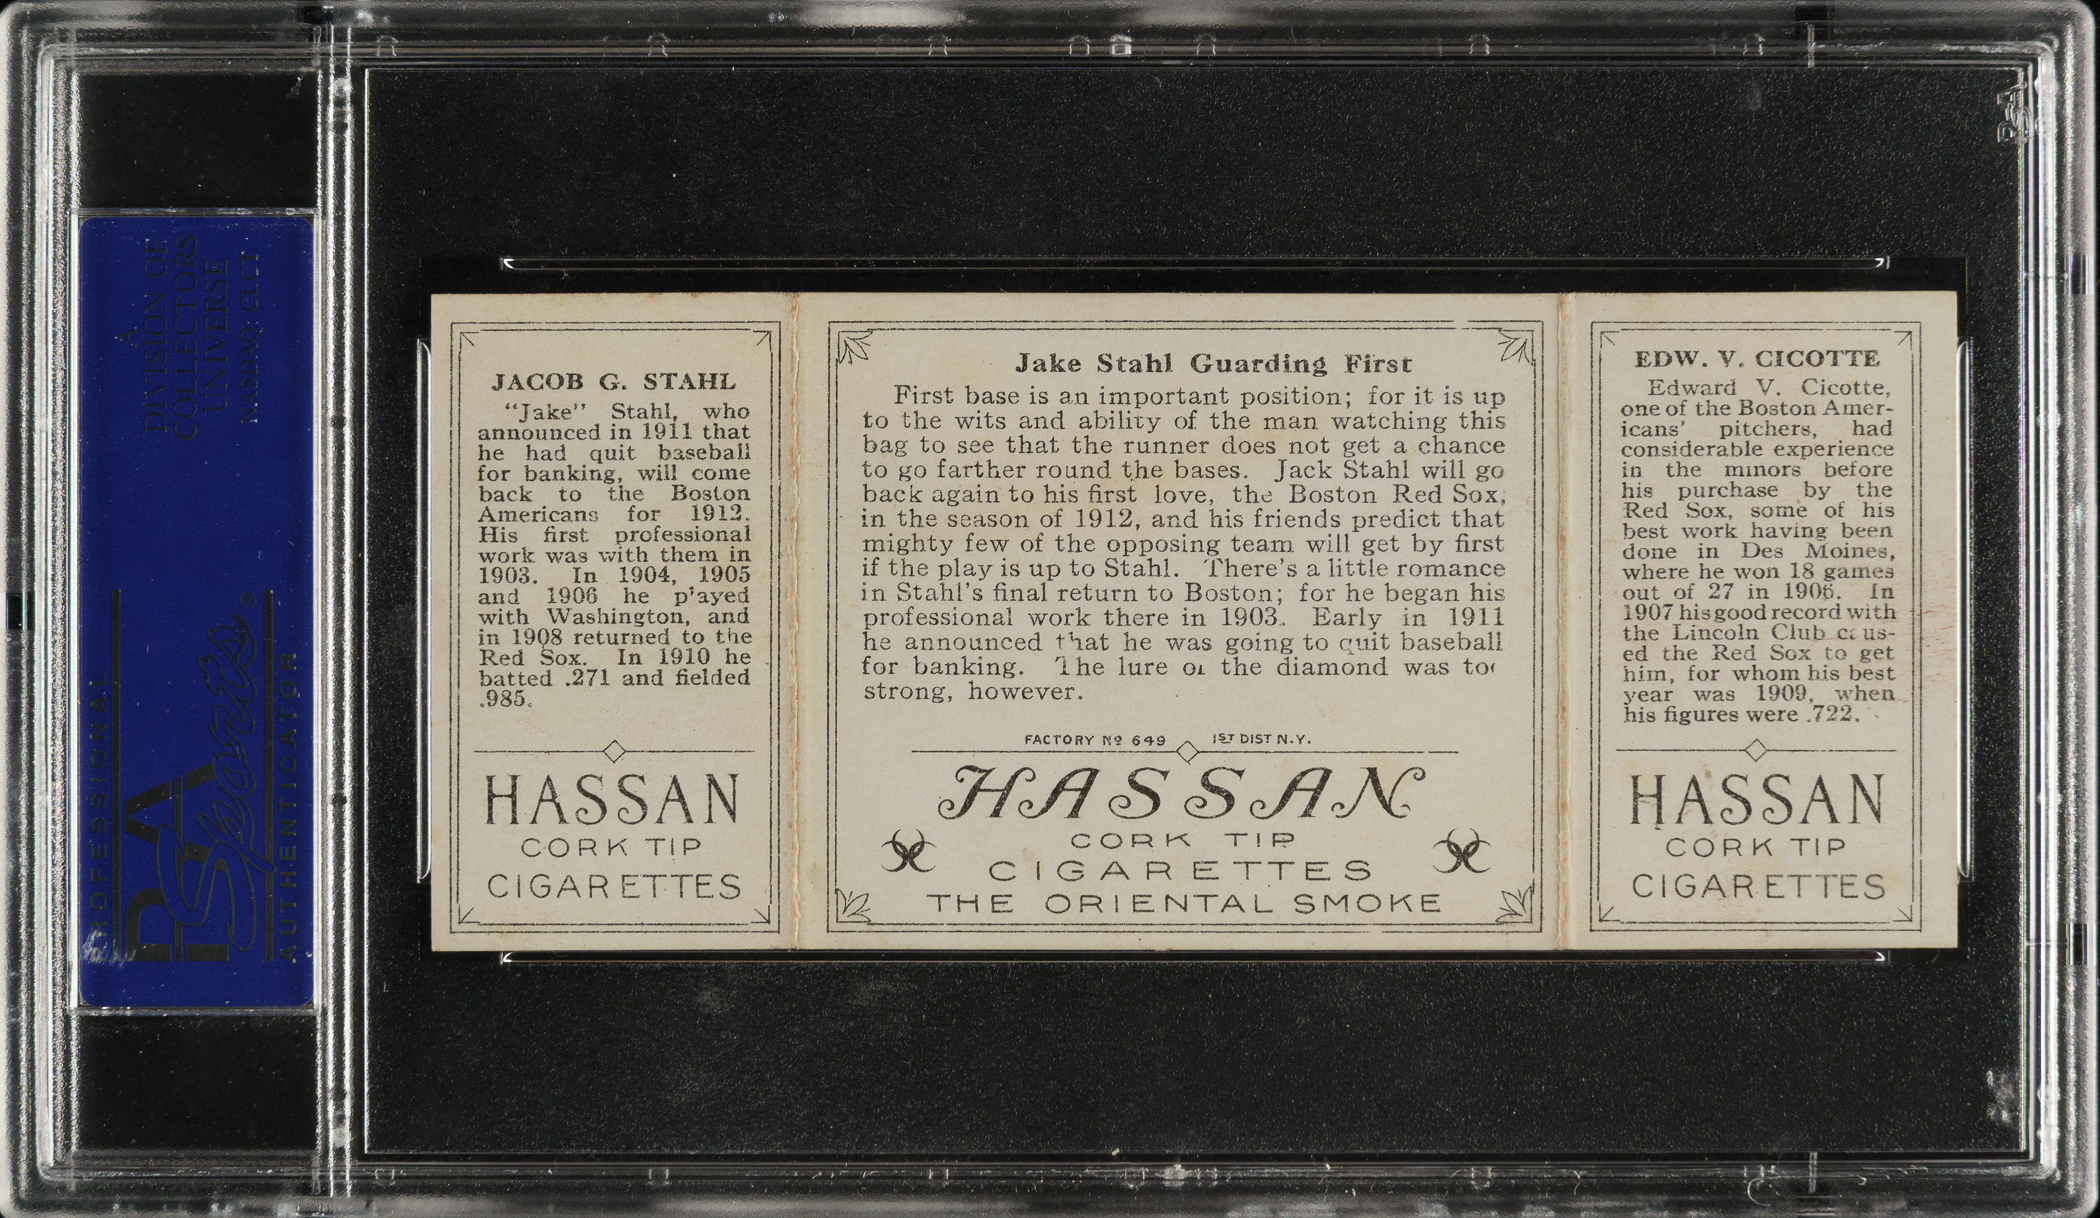 A
DIVISION OF
COLLECTORS
UNIVERSE
NASDAQ: CLCT
PROFESSIONAL
PSA
Sports®
AUTHENTICATOR
JACOB G. STAHL
"Jake" Stahl, who
announced in 1911 that
he had quit baseball
for banking, will come
back to the Boston
Americans for 1912.
His first professional
work was with them in
1903. In 1904, 1905
and 1906 he p'ayed
with Washington, and
in 1908 returned to the
Red Sox. In 1910 he
batted .271 and fielded
.985.
HASSAN
CORK TIP
CIGARETTES
Jake Stahl Guarding First
First base is an important position; for it is up
to the wits and ability of the man watching this
bag to see that the runner does not get a chance
to go farther round the bases. Jack Stahl will go
back again to his first love, the Boston Red Sox,
in the season of 1912, and his friends predict that
mighty few of the opposing team will get by first
if the play is up to Stahl. There's a little romance
in Stahl's final return to Boston; for he began his
professional work there in 1903. Early in 1911
he announced that he was going to quit baseball
for banking. The lure of the diamond was too
strong, however.
FACTORY Nº 649 1ST DIST N.Y.
HASSAN
CORK TIP
CIGARETTES
THE ORIENTAL SMOKE
EDW. V. CICOTTE
Edward V. Cicotte,
one of the Boston Amer-
icans' pitchers, had
considerable experience
in the minors before
his purchase by the
Red Sox, some of his
best work having been
done in Des Moines,
where he won 18 games
out of 27 in 1906. In
1907 his good record with
the Lincoln Club caus-
ed the Red Sox to get
him, for whom his best
year was 1909, when
his figures were .722.
HASSAN
CORK TIP
CIGARETTES
PSA